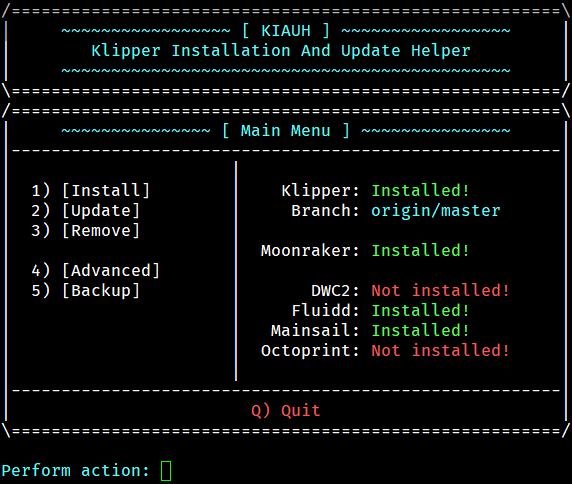 /=======================================================\
|     ~~~~~~~~~~~~~~~~~ [ KIAUH ] ~~~~~~~~~~~~~~~~~     |
|        Klipper Installation And Update Helper         |
|     ~~~~~~~~~~~~~~~~~~~~~~~~~~~~~~~~~~~~~~~~~~~~~     |
\=======================================================/
/=======================================================\
|     ~~~~~~~~~~~~~~~ [ Main Menu ] ~~~~~~~~~~~~~~~     |
|-------------------------------------------------------|
|                      |                                |
|  1) [Install]        |    Klipper: Installed!         |
|  2) [Update]         |     Branch: origin/master      |
|  3) [Remove]         |                                |
|                      |  Moonraker: Installed!         |
|  4) [Advanced]       |                                |
|  5) [Backup]         |       DWC2: Not installed!     |
|                      |     Fluidd: Installed!         |
|                      |   Mainsail: Installed!         |
|                      |  Octoprint: Not installed!     |
|                      |                                |
|-------------------------------------------------------|
|                        Q) Quit                        |
\=======================================================/
Perform action: